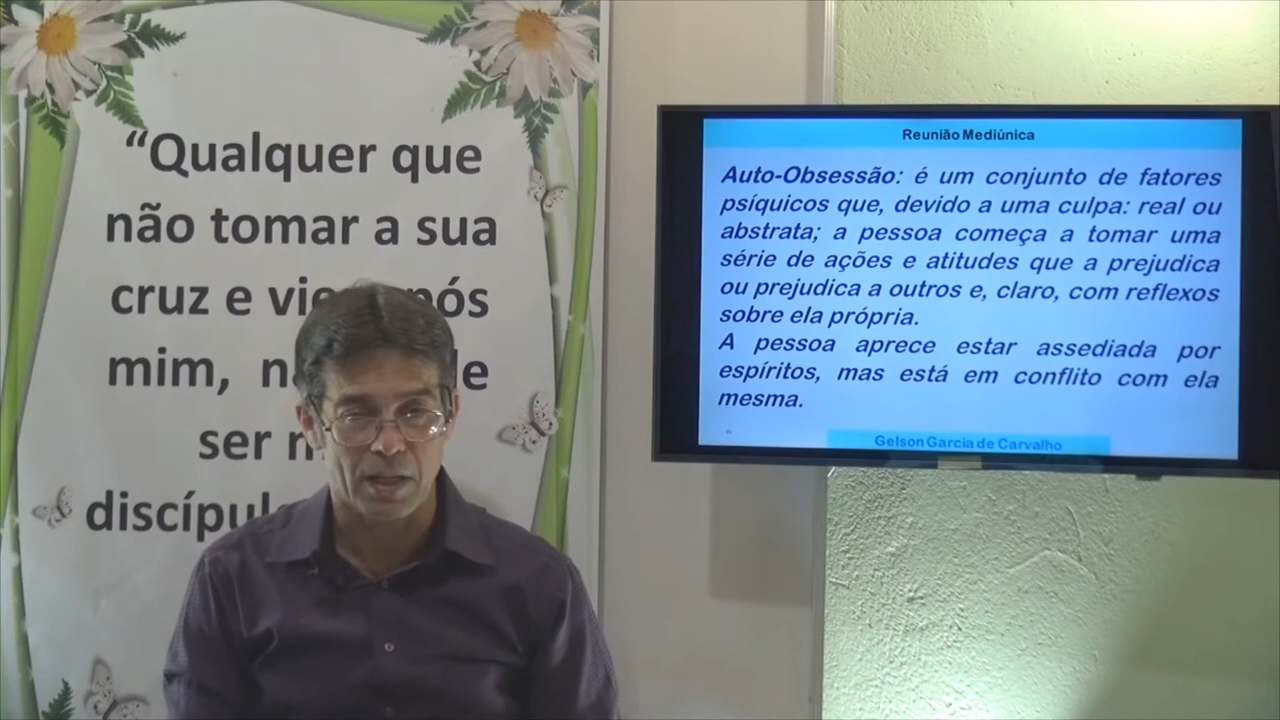 “Qualquer que
não tomar a sua
cruz e pós
mim,
ser
Reunião Mediùnica
Auto-Obsessão: é um conjunto de fatores
psíquicos que, devido a uma culpa: real ou
abstrata; a pessoa começa a tomar uma
série de ações e atitudes que a prejudica
ou prejudica a outros e, claro, com reflexos
sobre ela própria.
A pessoa aprece estar assediada por
espíritos, mas está em conflito com ela
mesma.
Gelson Garcia de Carvalho